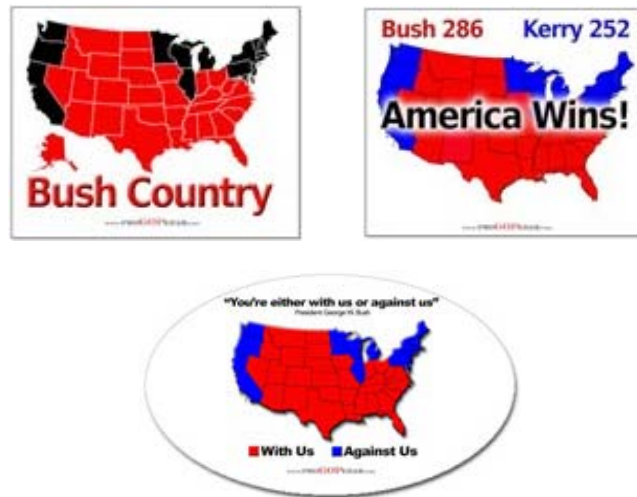 Bush Country
Bush 286 Kerry 252
America Wins!
"You're either with us or against us"
President George W. Bush
With Us Against Us